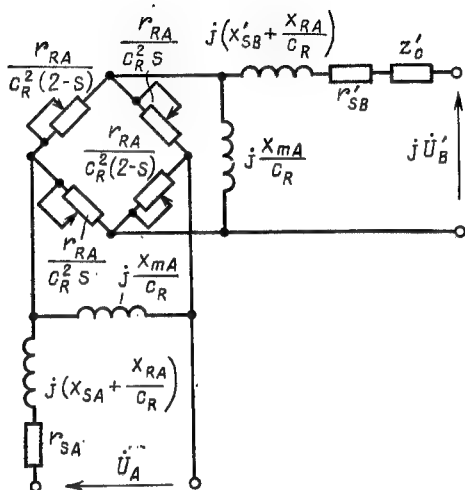 j(x'_SB + x_RA/c_R)
r_RA/(c_R^2 s)
r_RA/(c_R^2 (2-s))
z'_c
r'_SB
r_RA/(c_R^2 (2-s))
j x_mA/c_R
j U̇'_B
r_RA/(c_R^2 s)
j x_mA/c_R
j(x_SA + x_RA/c_R)
r_SA
U̇_A